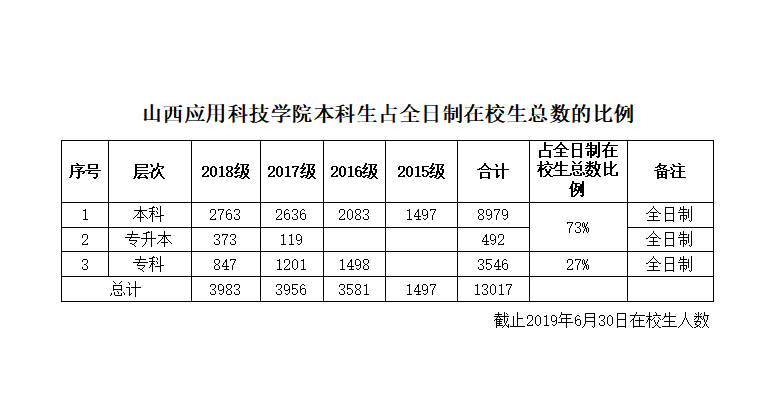 山西应用科技学院本科生占全日制在校生总数的比例
序号 层次 2018级 2017级 2016级 2015级 合计 占全日制在校生总数比例 备注
1 本科 2763 2636 2083 1497 8979 73% 全日制
2 专升本 373 119 492 全日制
3 专科 847 1201 1498 3546 27% 全日制
总计 3983 3956 3581 1497 13017
截止2019年6月30日在校生人数